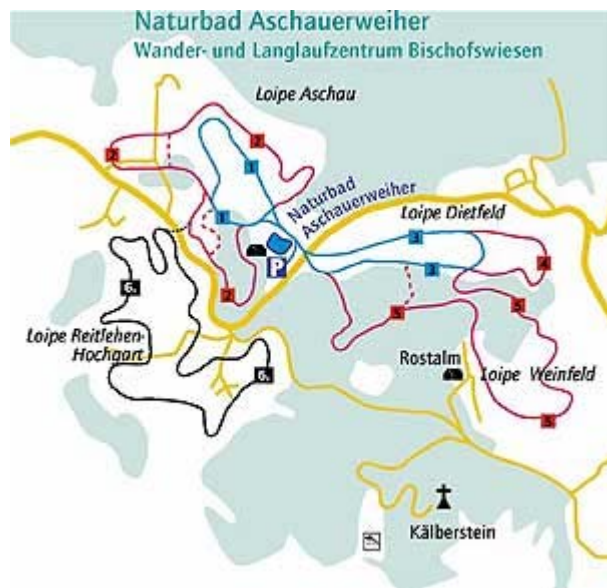 Naturbad Aschauerweiher
Wander- und Langlaufzentrum Bischofswiesen
Loipe Aschau
2
2
1
Naturbad
Aschauerweiher
1
Loipe Dietfeld
3
P
3
4
2
6.
5
5
Loipe Reitlehen-
Hochgart
Rostalm
Loipe Weinfeld
6.
5
Kälberstein